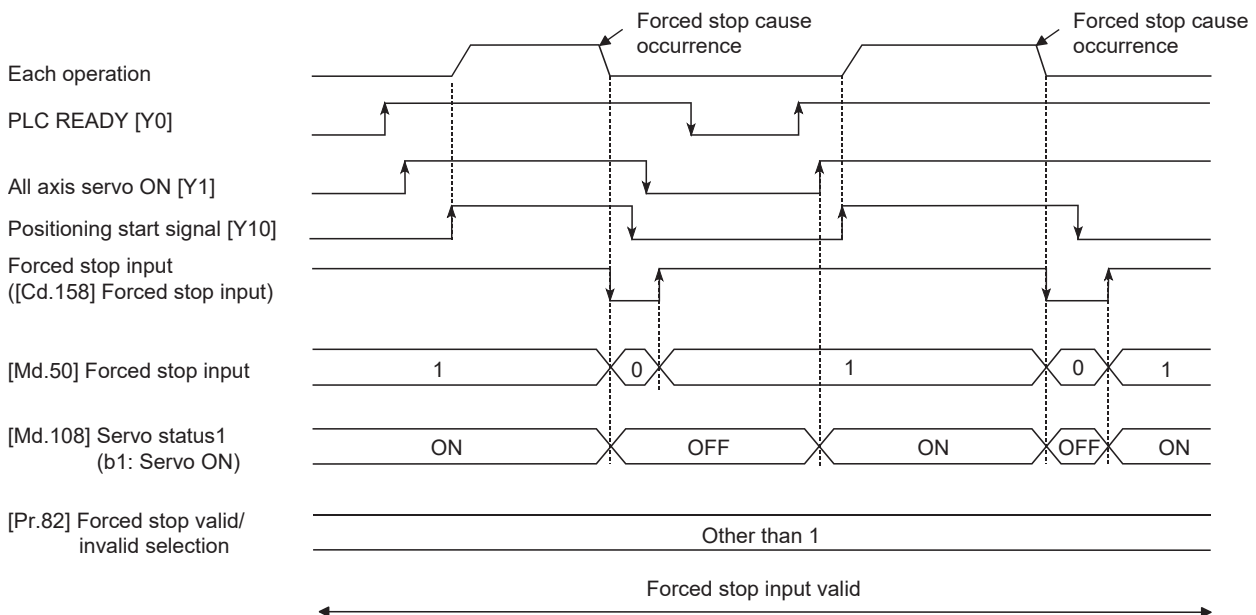 Forced stop cause
occurrence
Forced stop cause
occurrence
Each operation
PLC READY [Y0]
All axis servo ON [Y1]
Positioning start signal [Y10]
Forced stop input
([Cd.158] Forced stop input)
[Md.50] Forced stop input
1
0
1
0
1
[Md.108] Servo status1
(b1: Servo ON)
ON
OFF
ON
OFF
ON
[Pr.82] Forced stop valid/
invalid selection
Other than 1
Forced stop input valid